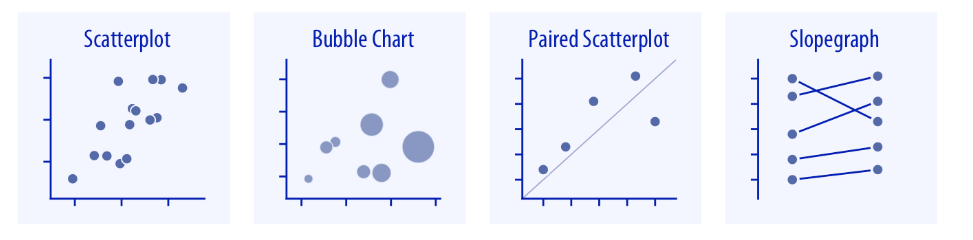 Scatterplot
Bubble Chart
Paired Scatterplot
Slopegraph